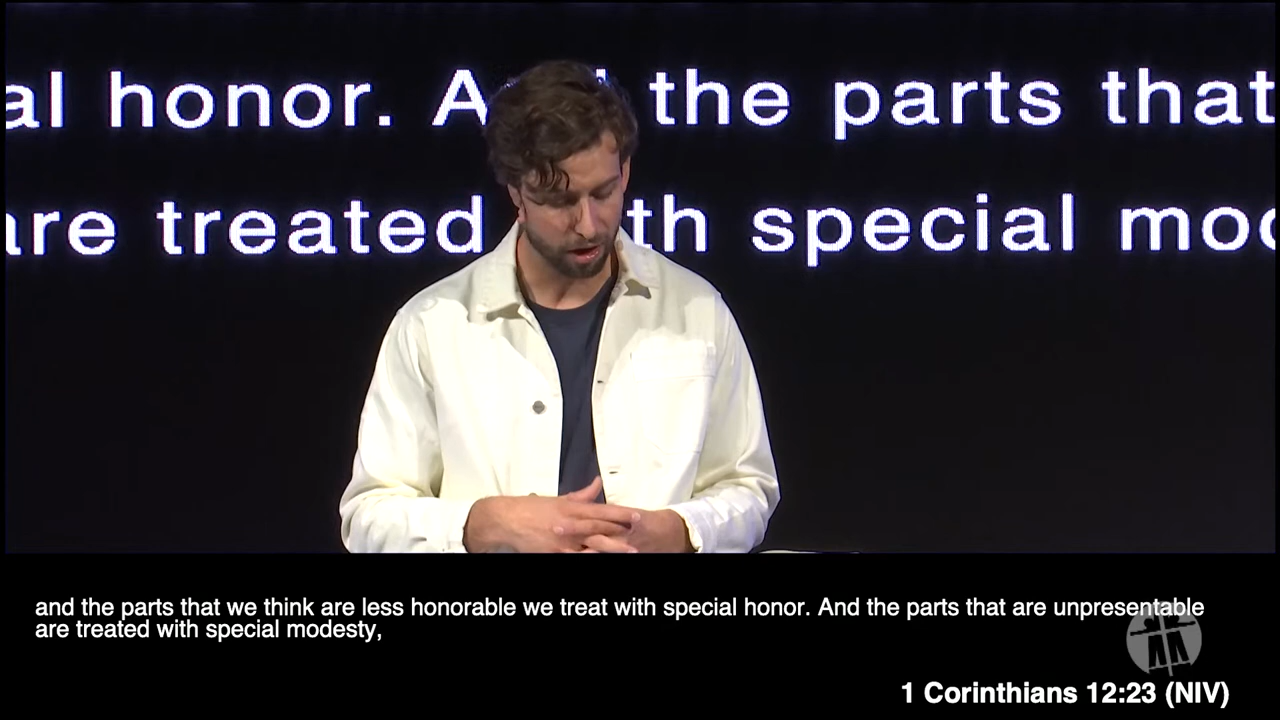 al honor. A the parts that
are treated th special mo
and the parts that we think are less honorable we treat with special honor. And the parts that are unpresentable
are treated with special modesty,
1 Corinthians 12:23 (NIV)